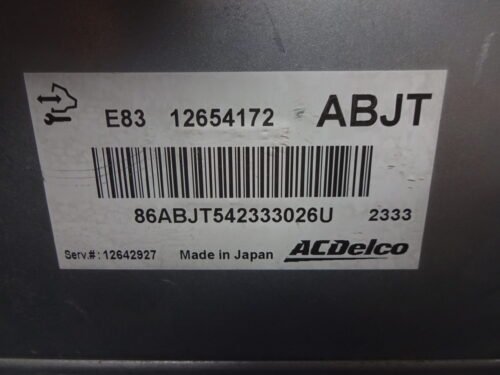 E83 12654172 ABJT
86ABJT542333026U 2333
Serv.#: 12642927 Made in Japan ACDelco